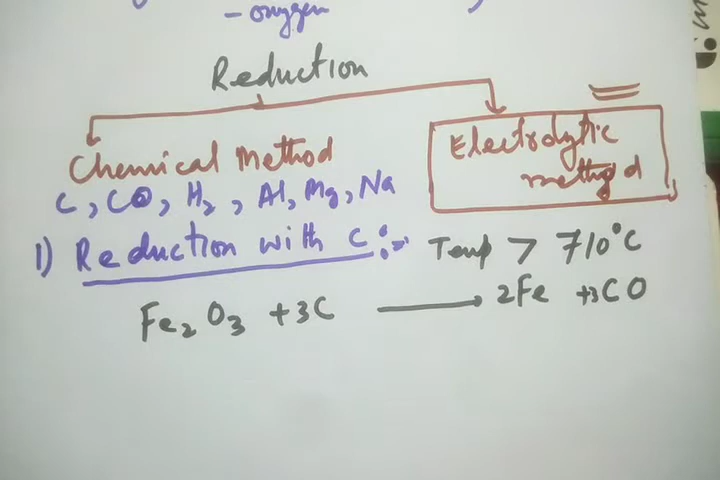 - oxygen
Reduction
Chemical Method
Electrolytic method
C, CO, H₂, Al, Mg, Na
1) Reduction with C :- Temp > 710°C
Fe₂O₃ + 3C ⟶ 2Fe + 3CO